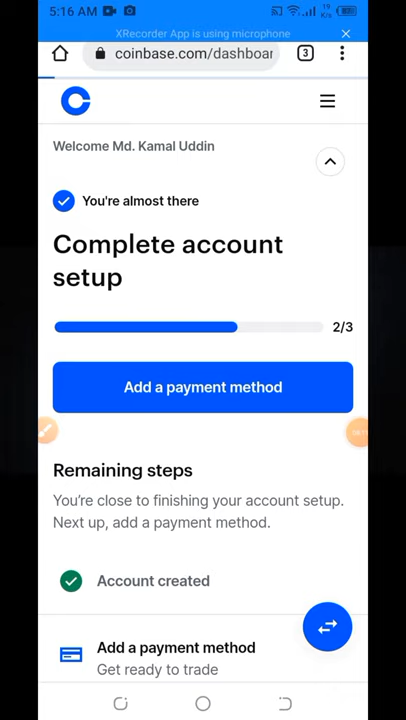 5:16 AM
19
K/s
XRecorder App is using microphone
coinbase.com/dashboar
3
Welcome Md. Kamal Uddin
You're almost there
Complete account
setup
2/3
Add a payment method
Remaining steps
You're close to finishing your account setup.
Next up, add a payment method.
Account created
Add a payment method
Get ready to trade